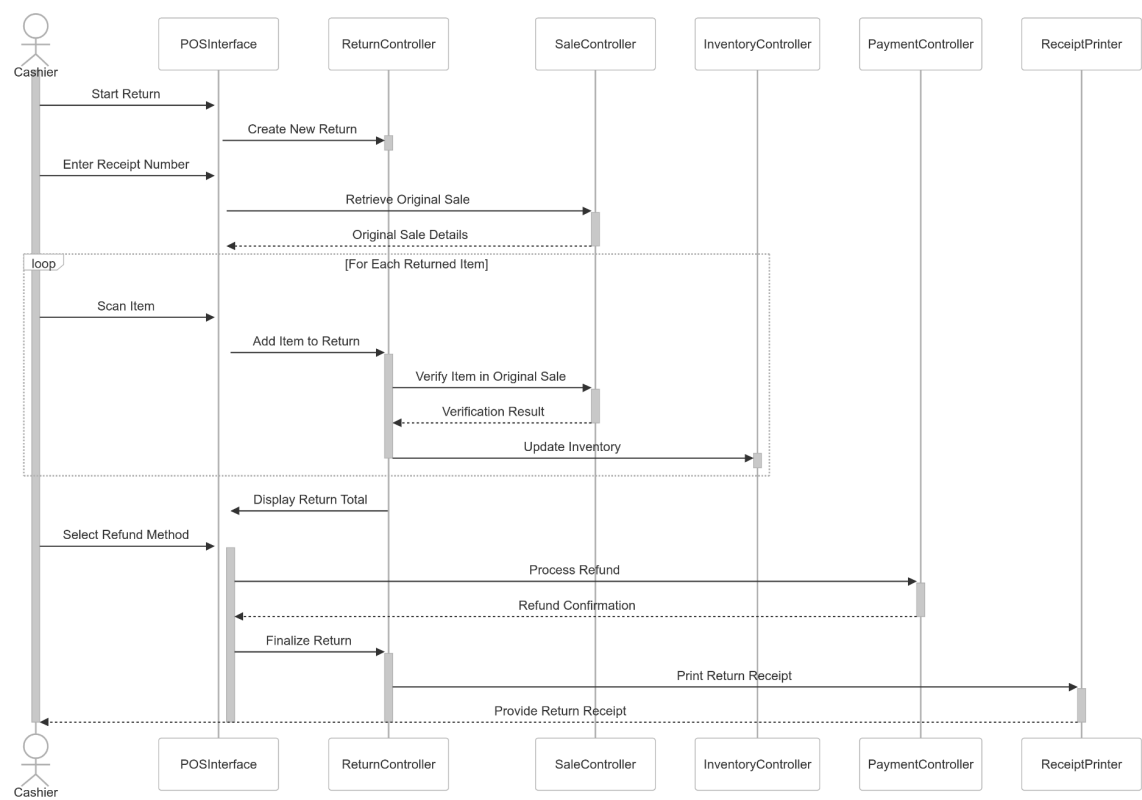 Cashier
POSInterface
ReturnController
SaleController
InventoryController
PaymentController
ReceiptPrinter
Start Return
Create New Return
Enter Receipt Number
Retrieve Original Sale
Original Sale Details
loop
[For Each Returned Item]
Scan Item
Add Item to Return
Verify Item in Original Sale
Verification Result
Update Inventory
Display Return Total
Select Refund Method
Process Refund
Refund Confirmation
Finalize Return
Print Return Receipt
Provide Return Receipt
Cashier
POSInterface
ReturnController
SaleController
InventoryController
PaymentController
ReceiptPrinter